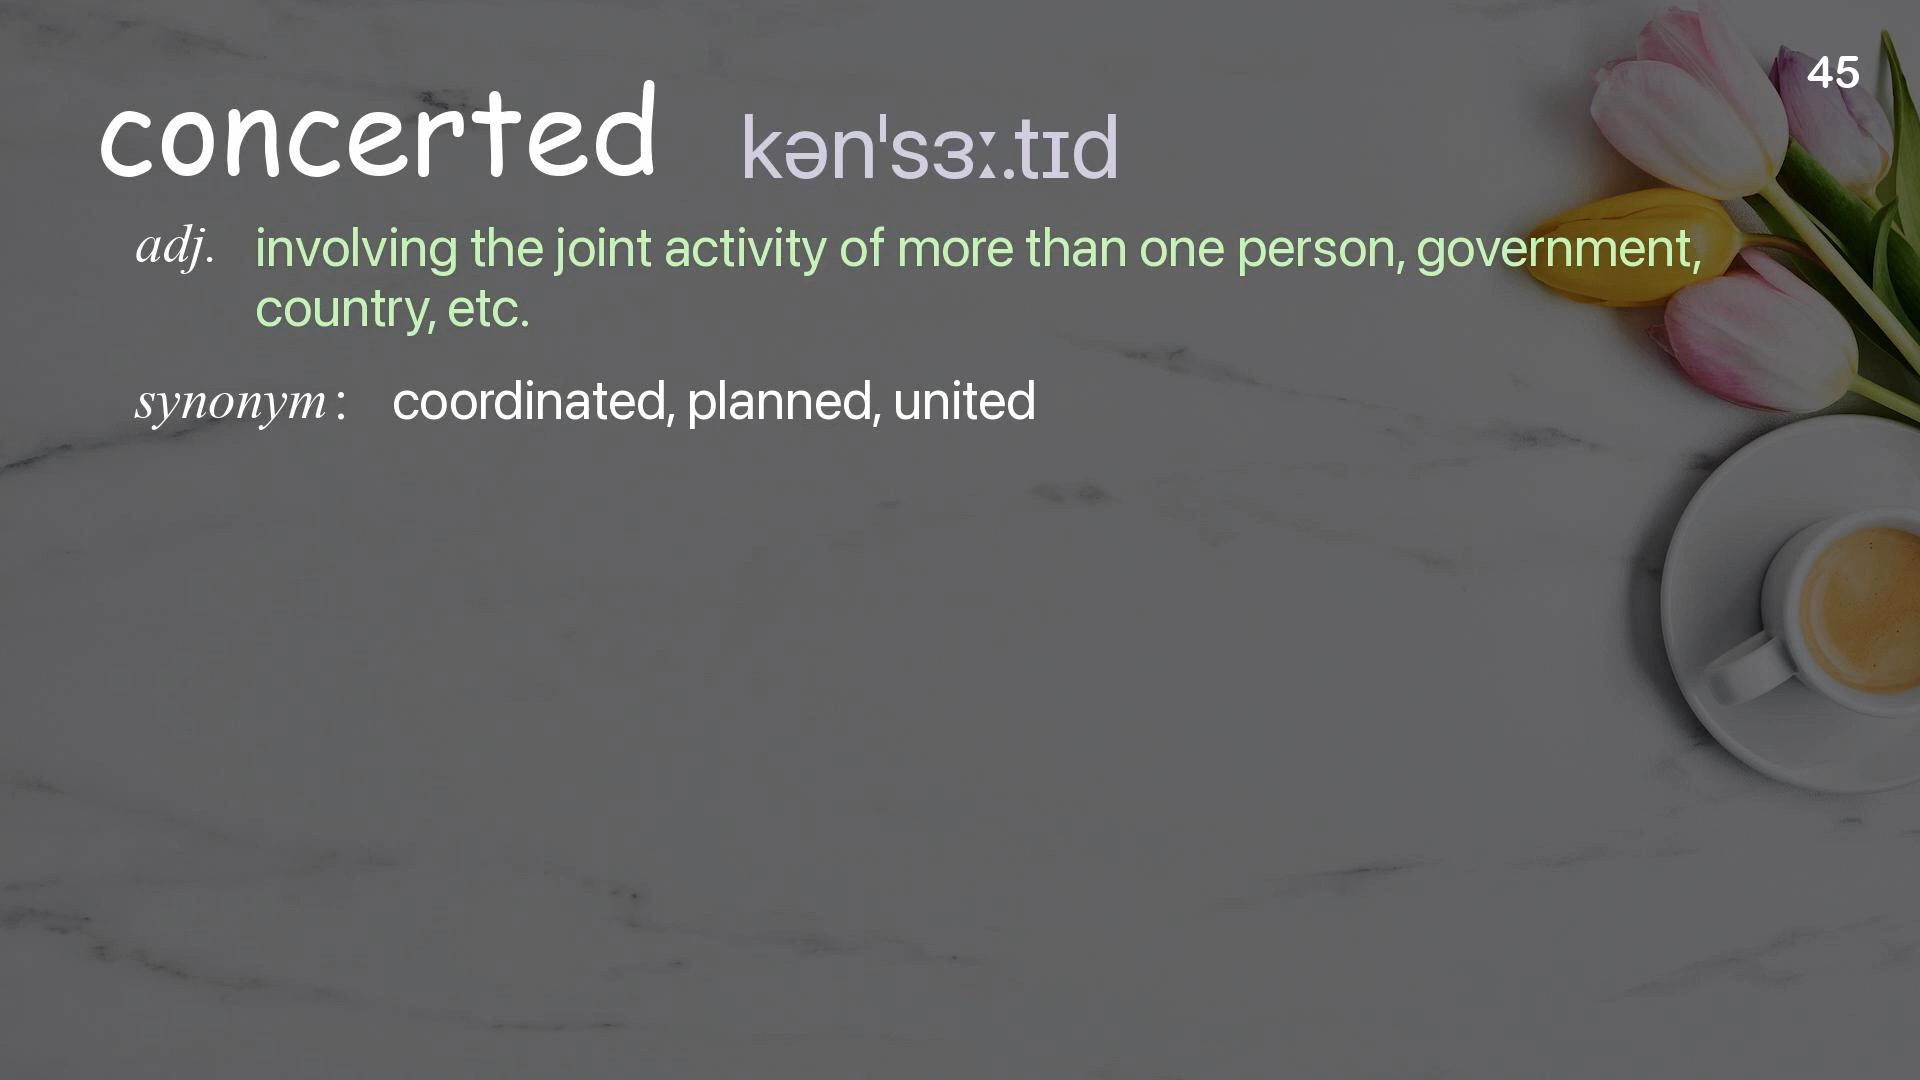 45
concerted kənˈsɜː.tɪd
adj. involving the joint activity of more than one person, government,
country, etc.
synonym: coordinated, planned, united